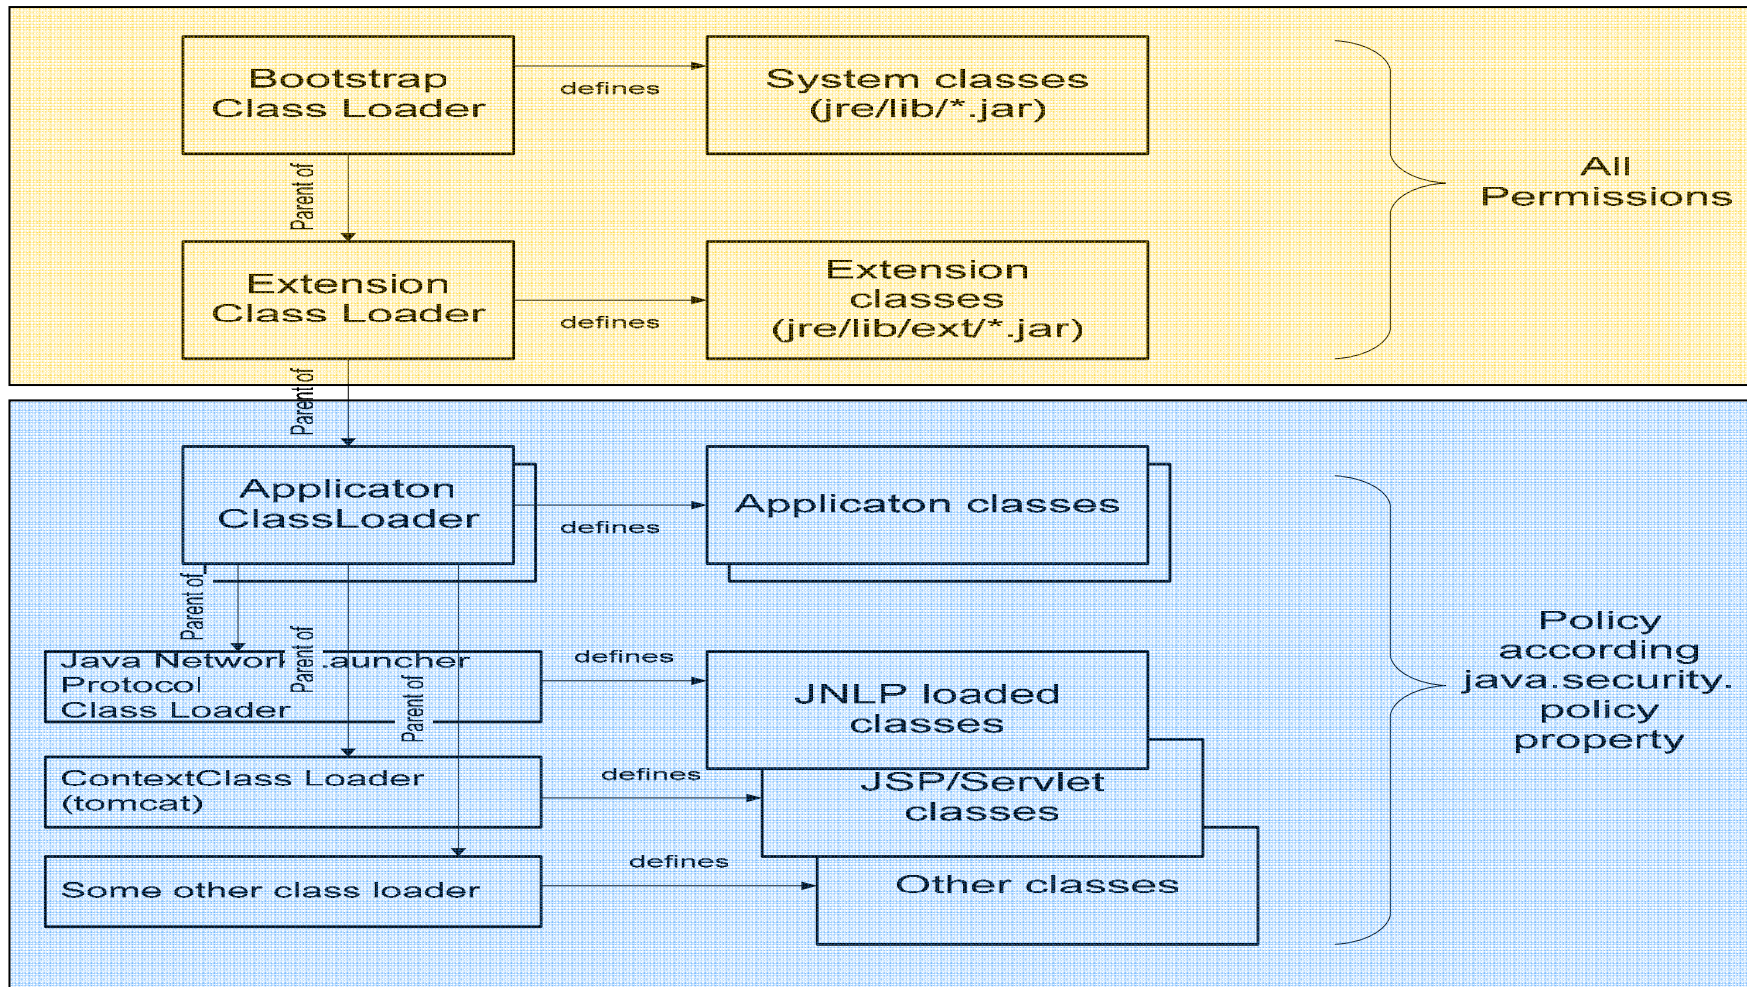 Bootstrap
Class Loader
defines
System classes
(jre/lib/*.jar)
All
Permissions
Parent of
Extension
Class Loader
defines
Extension
classes
(jre/lib/ext/*.jar)
Parent of
Applicaton
ClassLoader
defines
Applicaton classes
Parent of
Parent of
Parent of
Policy
according
java.security.
policy
property
Java Network Launcher
Protocol
Class Loader
defines
JNLP loaded
classes
ContextClass Loader
(tomcat)
defines
JSP/Servlet
classes
Some other class loader
defines
Other classes